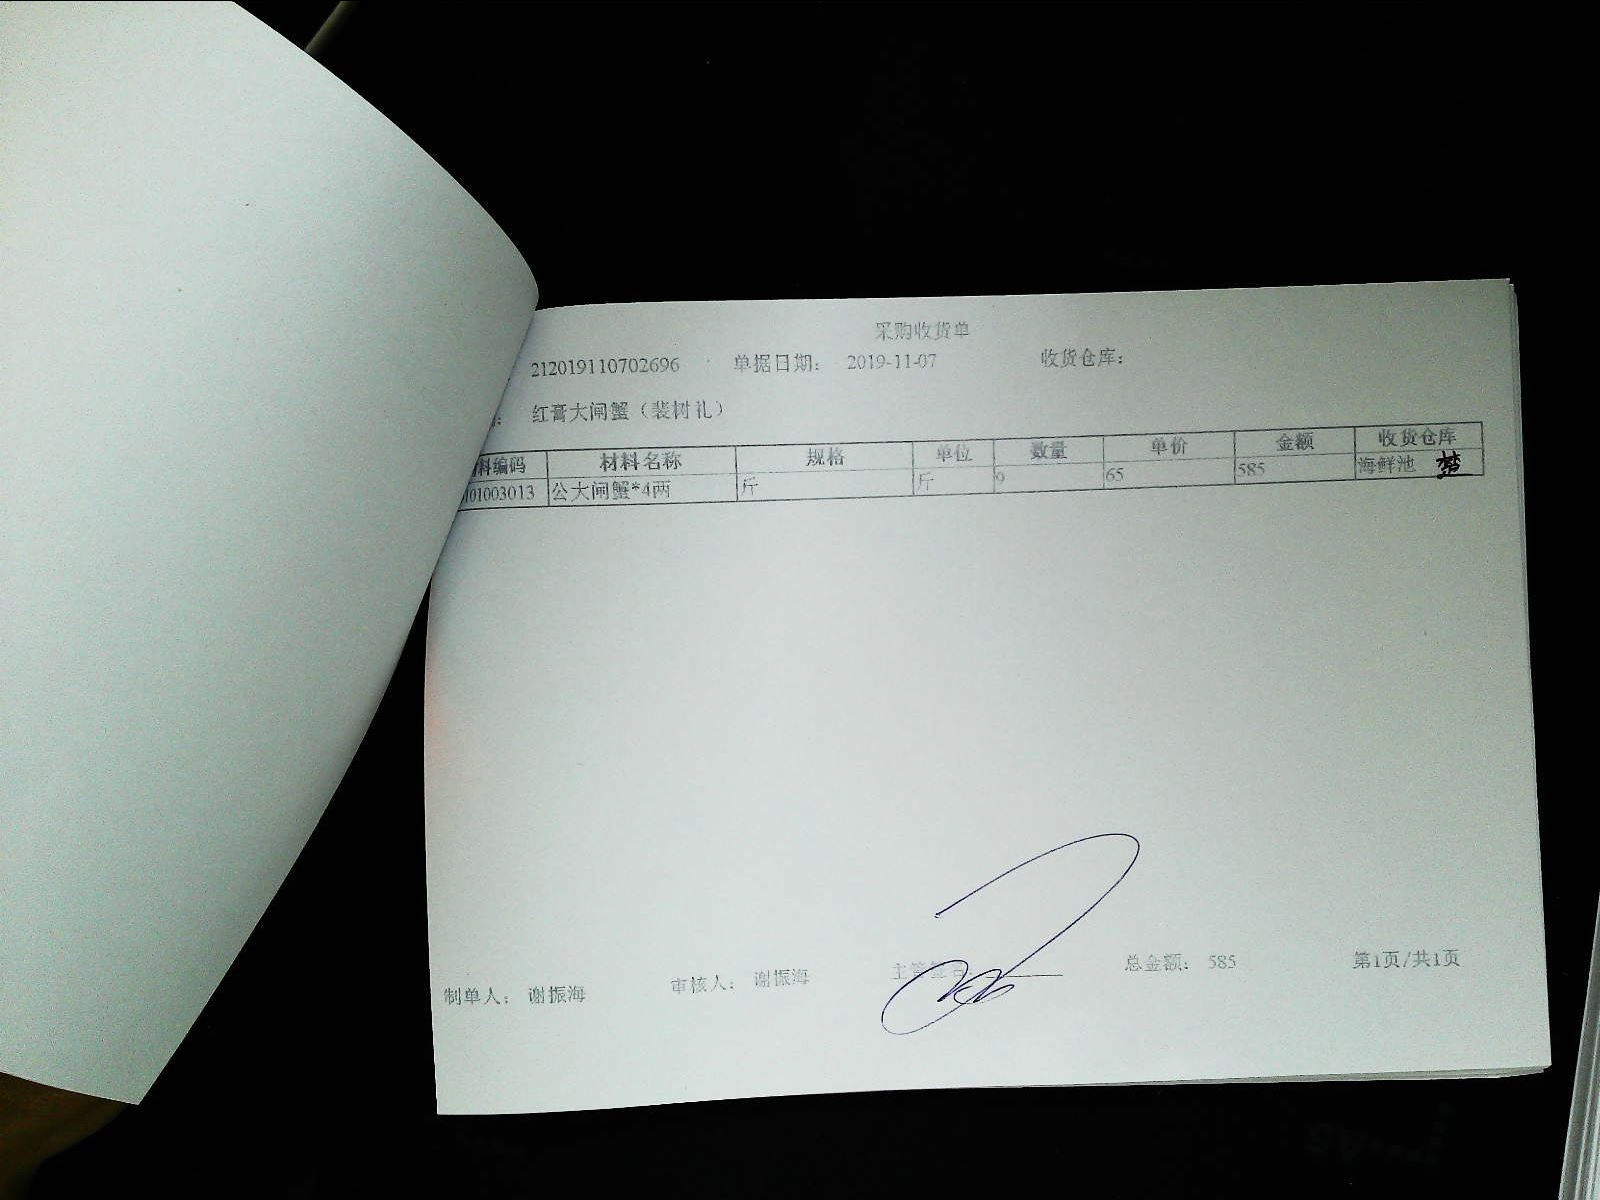 采购收货单
212019110702696 单据日期： 2019-11-07 收货仓库：
： 红膏大闸蟹（裴树礼）
料编码 材料名称 规格 单位 数量 单价 金额 收货仓库
101003013 公大闸蟹*4两 斤 斤 9 65 585 海鲜池
制单人： 谢振海 审核人： 谢振海 主管签名： 总金额： 585 第1页/共1页